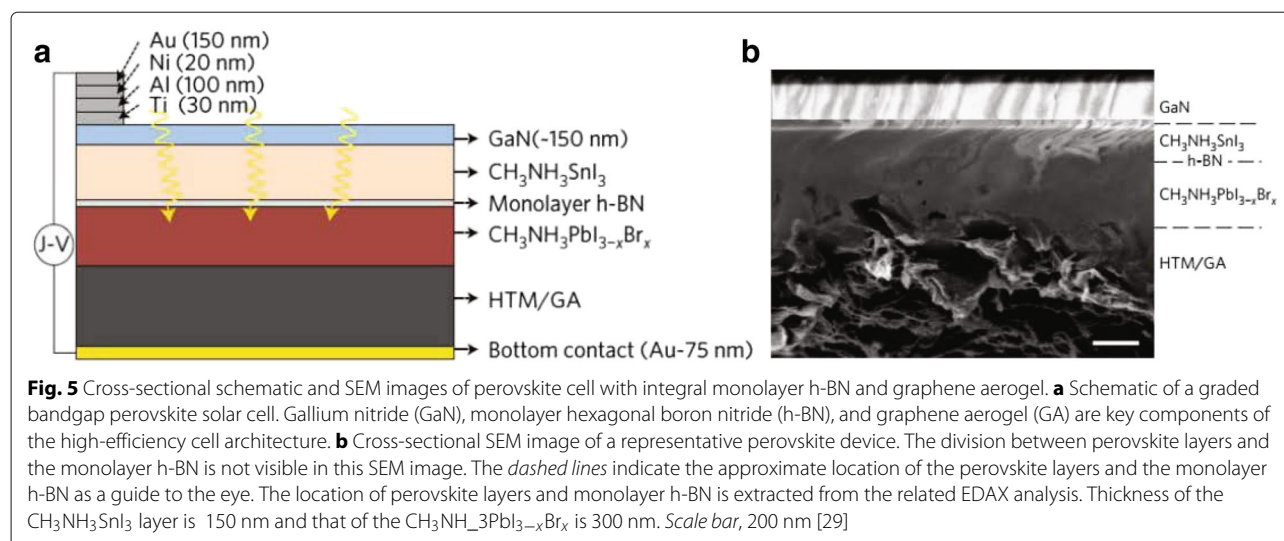 a
Au (150 nm)
Ni (20 nm)
Al (100 nm)
Ti (30 nm)
GaN(-150 nm)
CH₃NH₃SnI₃
Monolayer h-BN
CH₃NH₃PbI₃₋ₓBrₓ
J-V
HTM/GA
Bottom contact (Au-75 nm)
b
GaN
CH₃NH₃SnI₃
h-BN
CH₃NH₃PbI₃₋ₓBrₓ
HTM/GA
Fig. 5 Cross-sectional schematic and SEM images of perovskite cell with integral monolayer h-BN and graphene aerogel. a Schematic of a graded
bandgap perovskite solar cell. Gallium nitride (GaN), monolayer hexagonal boron nitride (h-BN), and graphene aerogel (GA) are key components of
the high-efficiency cell architecture. b Cross-sectional SEM image of a representative perovskite device. The division between perovskite layers and
the monolayer h-BN is not visible in this SEM image. The dashed lines indicate the approximate location of the perovskite layers and the monolayer
h-BN as a guide to the eye. The location of perovskite layers and monolayer h-BN is extracted from the related EDAX analysis. Thickness of the
CH₃NH₃SnI₃ layer is 150 nm and that of the CH₃NH_3PbI₃₋ₓBrₓ is 300 nm. Scale bar, 200 nm [29]